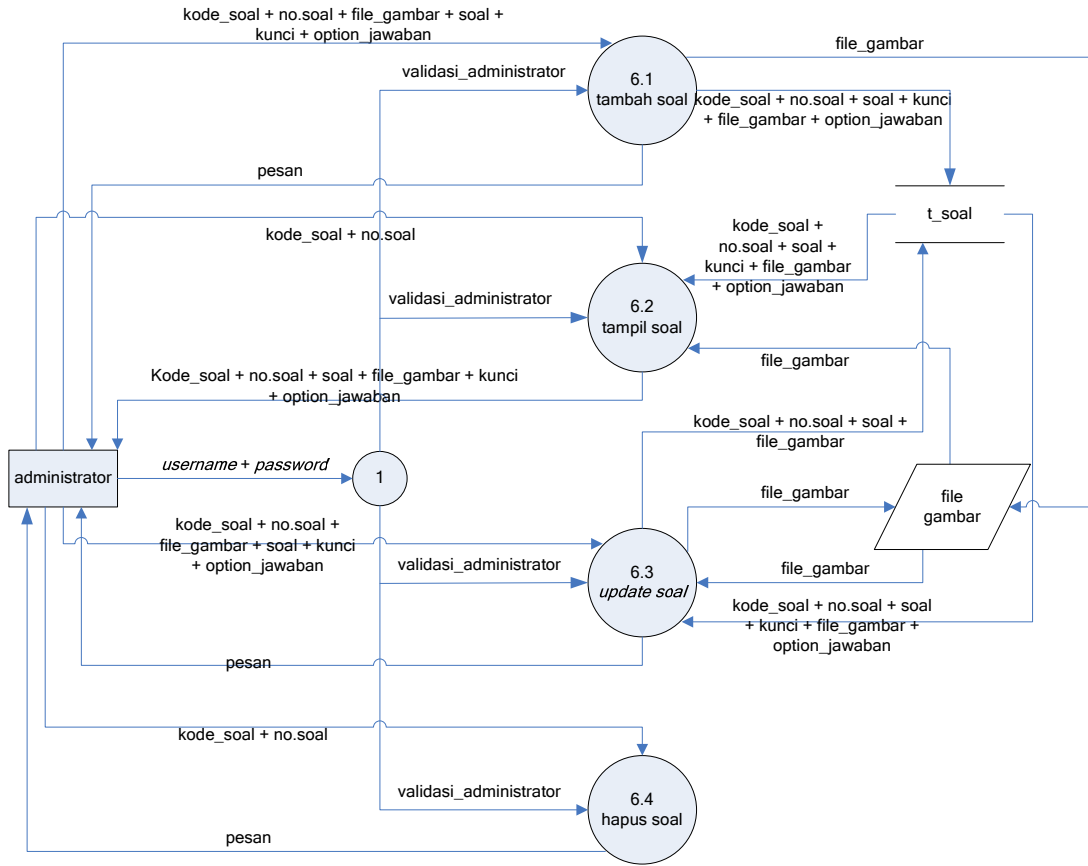 kode_soal + no.soal + file_gambar + soal +
kunci + option_jawaban
file_gambar
validasi_administrator
6.1
tambah soal
kode_soal + no.soal + soal + kunci
+ file_gambar + option_jawaban
pesan
t_soal
kode_soal + no.soal
kode_soal +
no.soal + soal +
kunci + file_gambar
+ option_jawaban
validasi_administrator
6.2
tampil soal
file_gambar
Kode_soal + no.soal + soal + file_gambar + kunci
+ option_jawaban
kode_soal + no.soal + soal +
file_gambar
administrator
username + password
1
file_gambar
file
gambar
kode_soal + no.soal +
file_gambar + soal + kunci
+ option_jawaban
validasi_administrator
6.3
update soal
file_gambar
kode_soal + no.soal + soal
+ kunci + file_gambar +
option_jawaban
pesan
kode_soal + no.soal
validasi_administrator
6.4
hapus soal
pesan